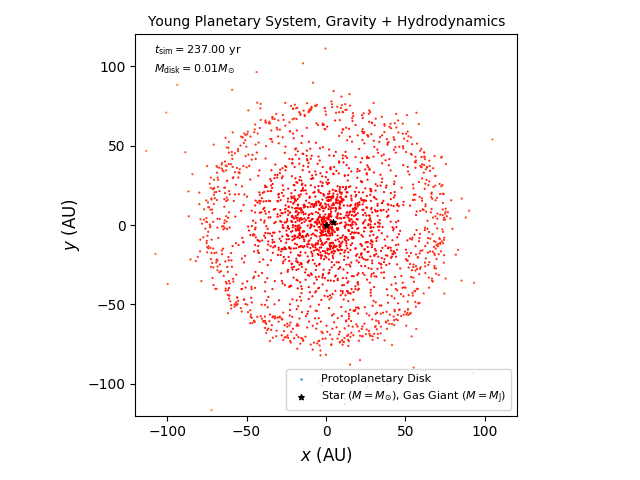 Young Planetary System, Gravity + Hydrodynamics
t_sim = 237.00 yr
M_disk = 0.01M_⊙
100
50
0
−50
−100
y (AU)
Protoplanetary Disk
Star (M = M_⊙), Gas Giant (M = M_J)
−100 −50 0 50 100
x (AU)